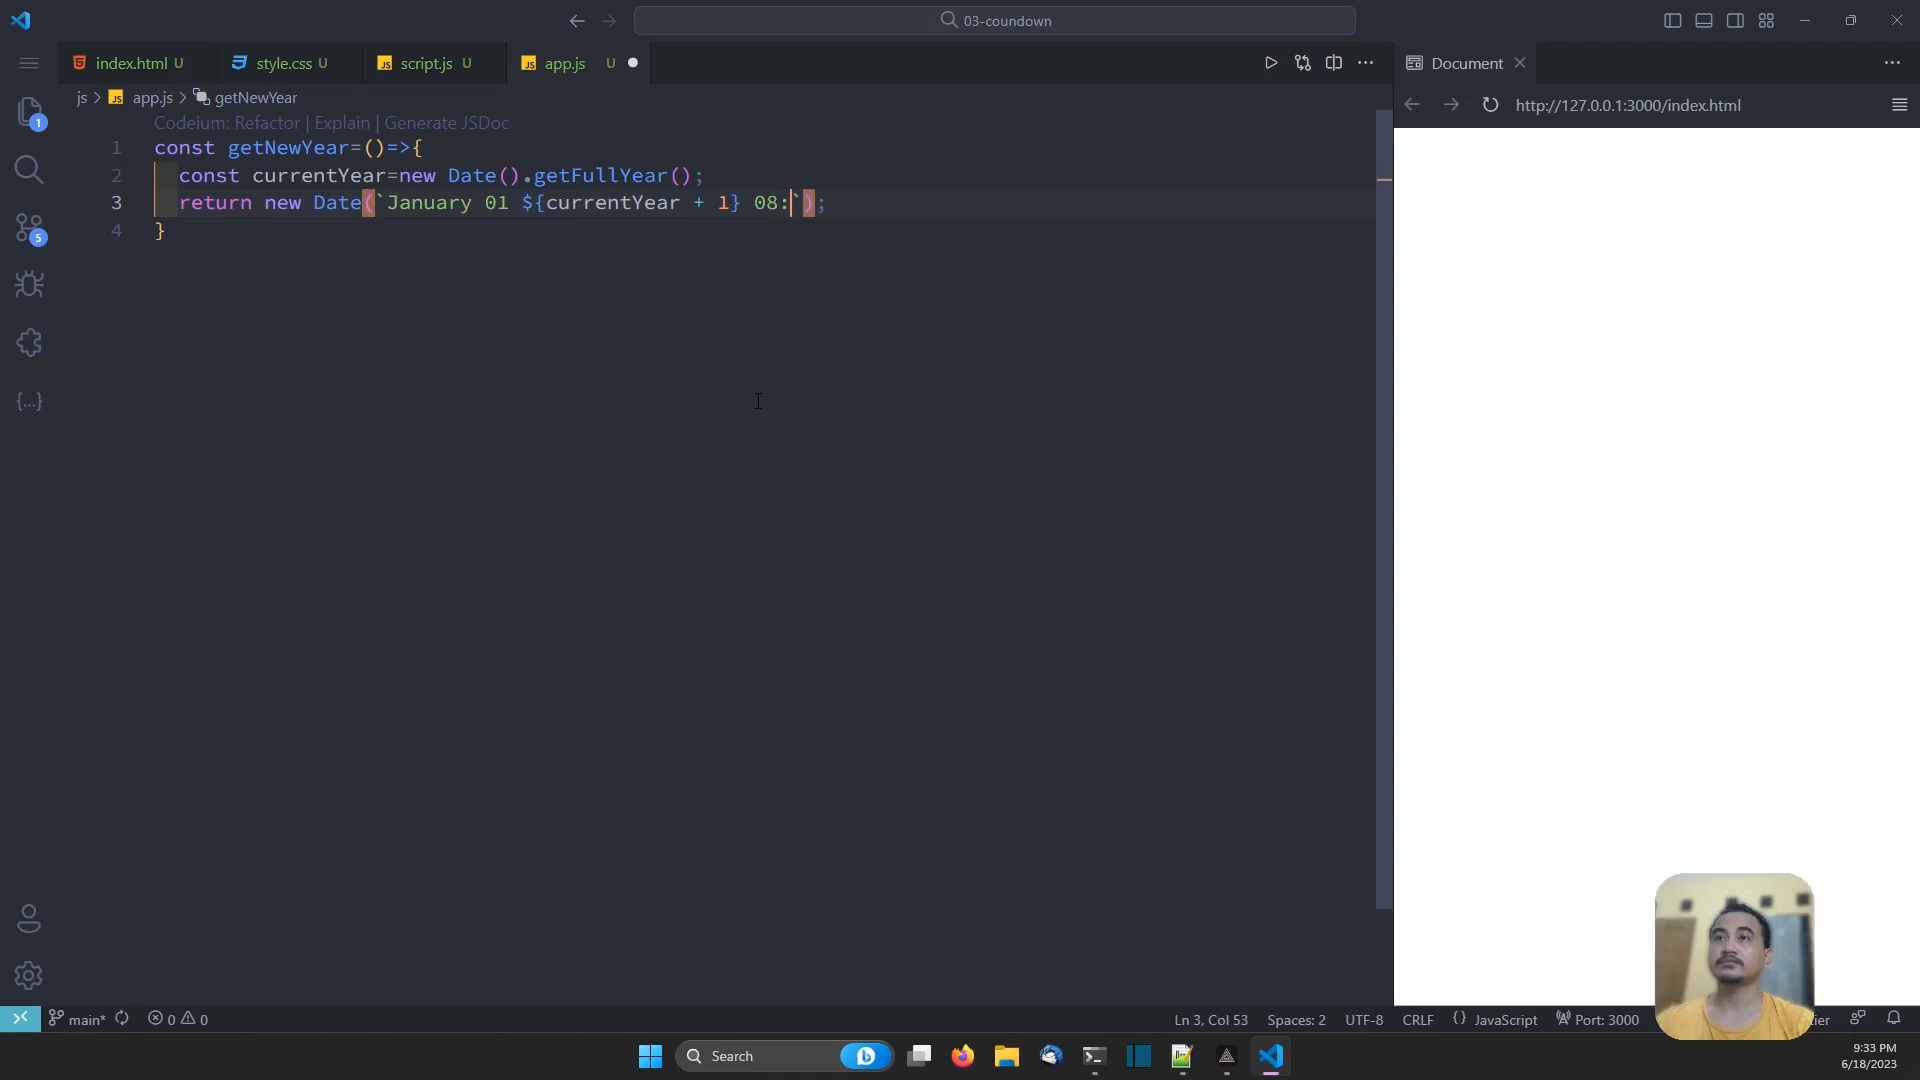 03-coundown
index.html U
style.css U
script.js U
app.js U
Document
js > JS app.js > getNewYear
http://127.0.0.1:3000/index.html
Codeium: Refactor | Explain | Generate JSDoc
1 const getNewYear=()=>{
2 const currentYear=new Date().getFullYear();
3 return new Date(`January 01 ${currentYear + 1} 08:`);
4 }
1
5
main* 0 0
Ln 3, Col 53 Spaces: 2 UTF-8 CRLF {} JavaScript Port: 3000
Search
9:33 PM
6/18/2023